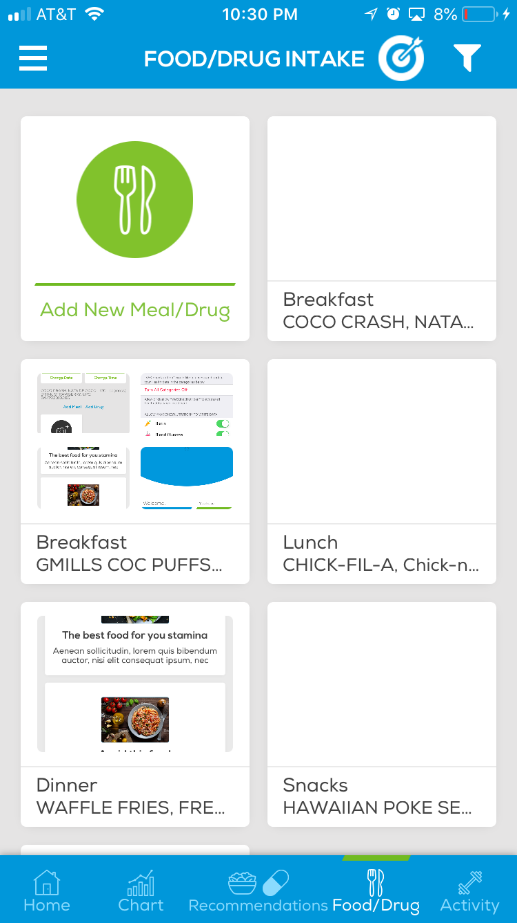 AT&T 10:30 PM 8%
FOOD/DRUG INTAKE
Add New Meal/Drug
Breakfast
COCO CRASH, NATA...
Breakfast
GMILLS COC PUFFS...
The best food for you stamina
Lunch
CHICK-FIL-A, Chick-n...
The best food for you stamina
Aenean sollicitudin, lorem quis bibendum
auctor, nisi elit consequat ipsum, nec
Dinner
WAFFLE FRIES, FRE...
Snacks
HAWAIIAN POKE SE...
Home Chart Recommendations Food/Drug Activity